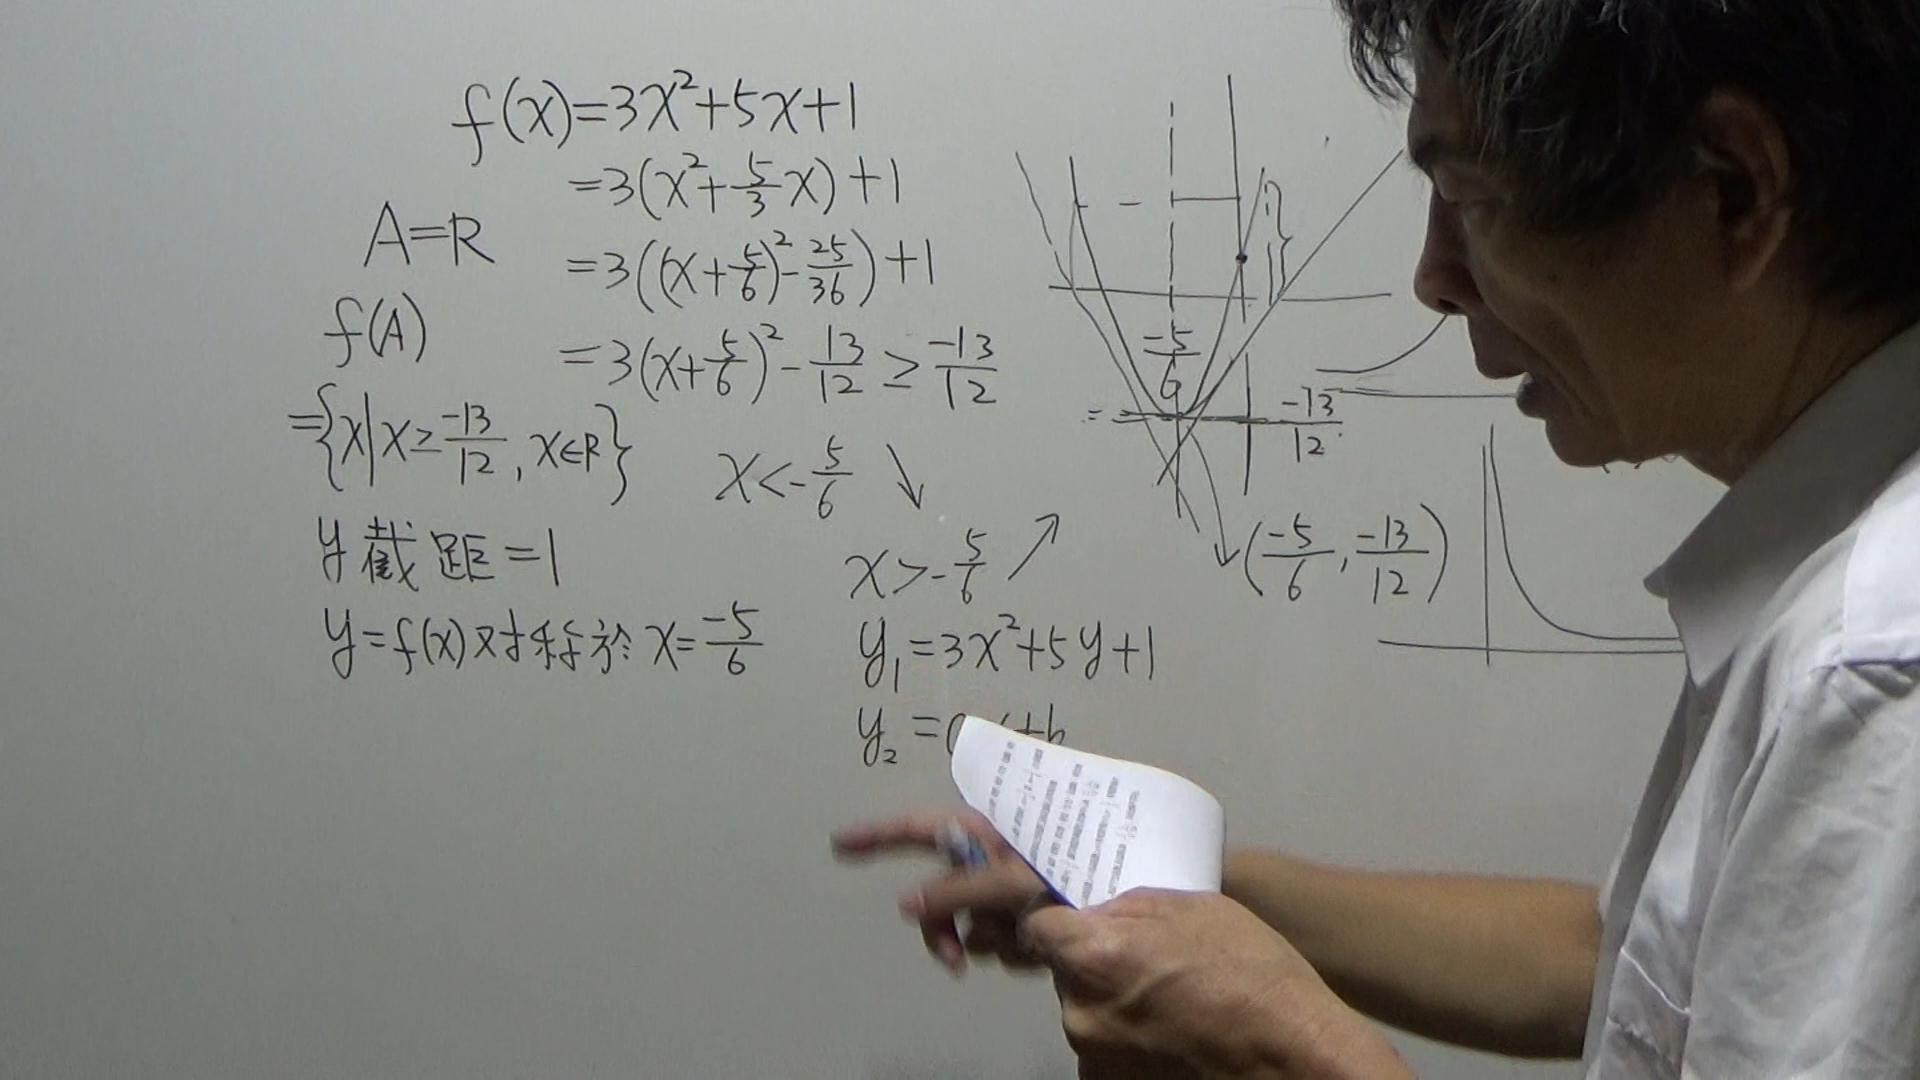 f(x)=3x²+5x+1
=3(x²+5/3x)+1
A=R
=3((x+5/6)²-25/36)+1
f(A)
=3(x+5/6)²-13/12≥-13/12
={x|x≥-13/12,x∈R}
x<-5/6↘
y截距=1
x>-5/6↗
y=f(x)对称於x=-5/6
y₁=3x²+5y+1
y₂=
+b
-5/6
-13/12
(-5/6,-13/12)